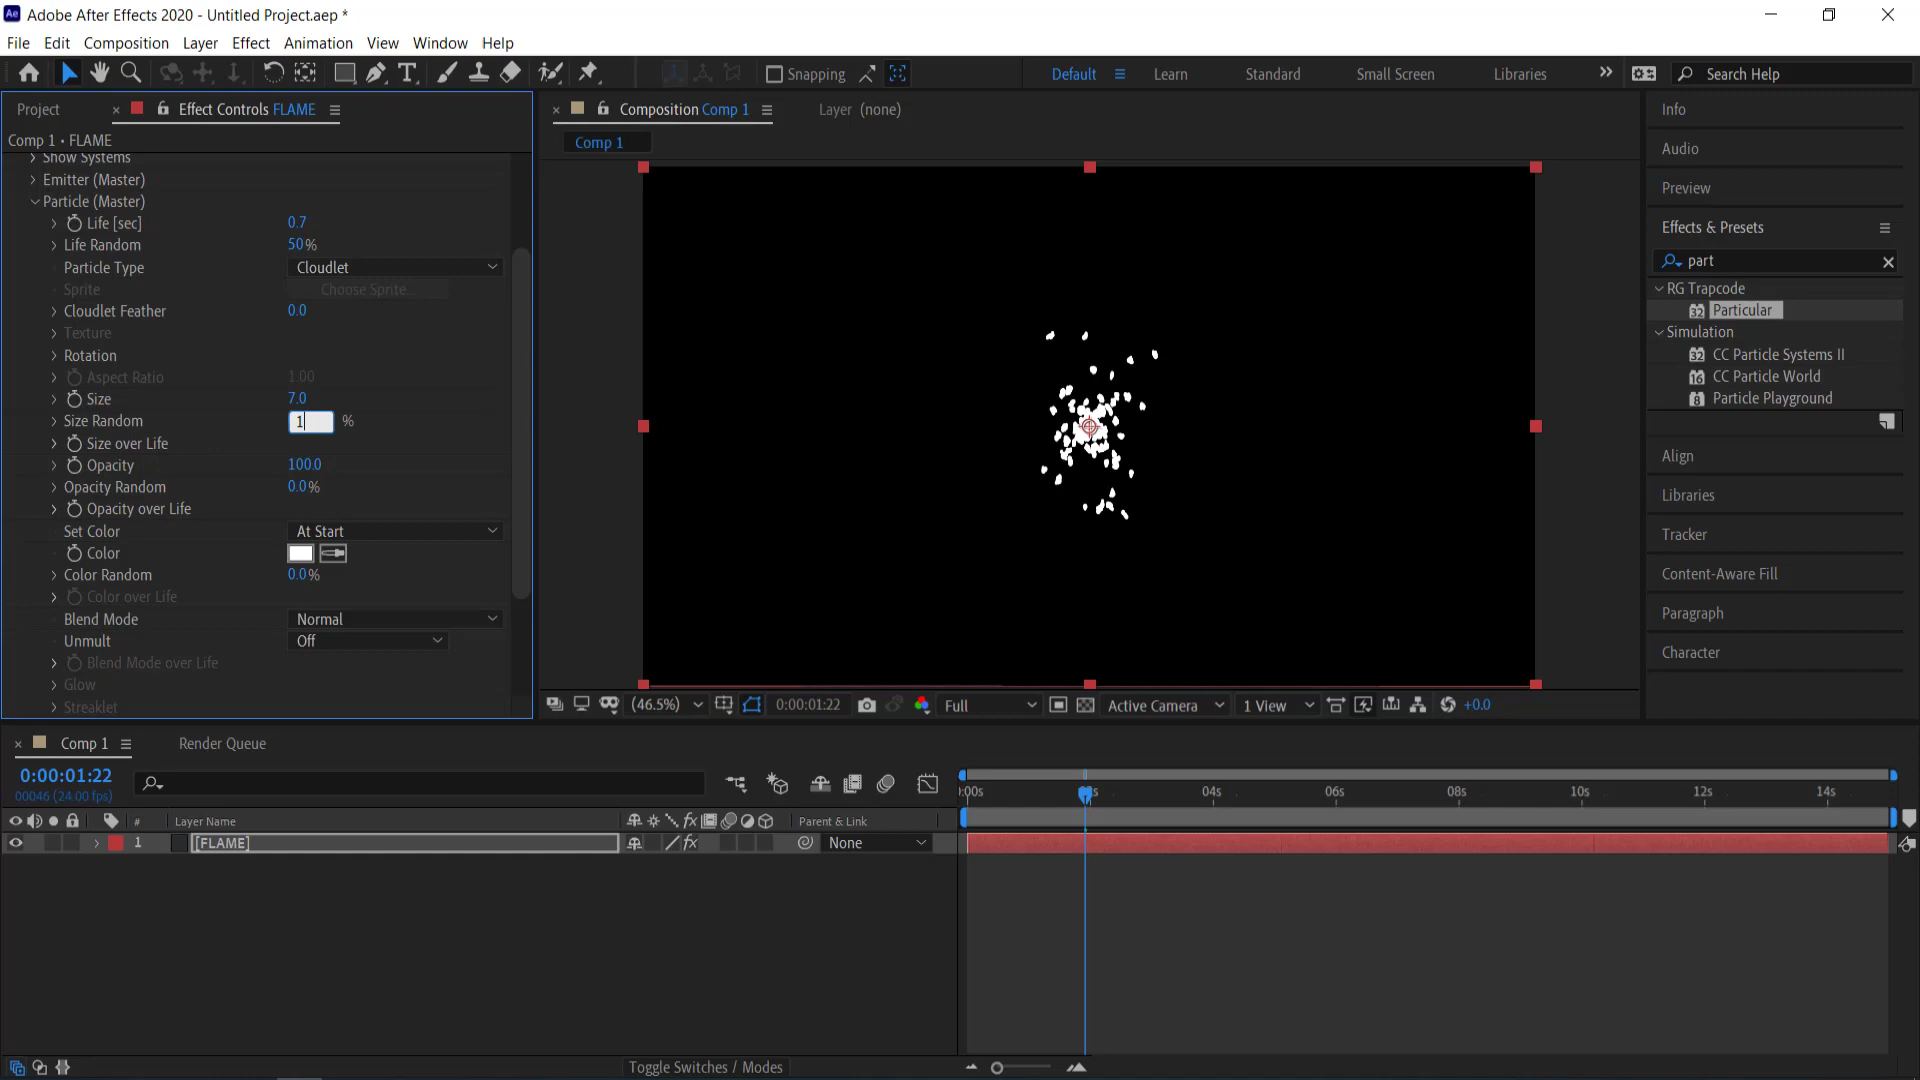 Ae Adobe After Effects 2020 - Untitled Project.aep *
File Edit Composition Layer Effect Animation View Window Help
Snapping Default Learn Standard Small Screen Libraries Search Help
Project Effect Controls FLAME Composition Comp 1 Layer (none) Info
Comp 1 • FLAME
Comp 1
Audio
Show Systems
Emitter (Master)
Preview
Particle (Master)
Life [sec] 0.7
Effects & Presets
Life Random 50%
part
Particle Type Cloudlet
Sprite Choose Sprite...
RG Trapcode
Cloudlet Feather 0.0
32 Particular
Texture
Simulation
Rotation
32 CC Particle Systems II
Aspect Ratio 1.00
16 CC Particle World
Size 7.0
8 Particle Playground
Size Random 1 %
Size over Life
Align
Opacity 100.0
Opacity Random 0.0%
Libraries
Opacity over Life
Set Color At Start
Tracker
Color
Color Random 0.0%
Content-Aware Fill
Color over Life
Blend Mode Normal
Paragraph
Unmult Off
Character
Blend Mode over Life
Glow
Streaklet
(46.5%) 0:00:01:22 Full Active Camera 1 View +0.0
Comp 1 Render Queue
0:00:01:22
00046 (24.00 fps)
:00s 04s 06s 08s 10s 12s 14s
# Layer Name fx Parent & Link
1 [FLAME] fx None
Toggle Switches / Modes